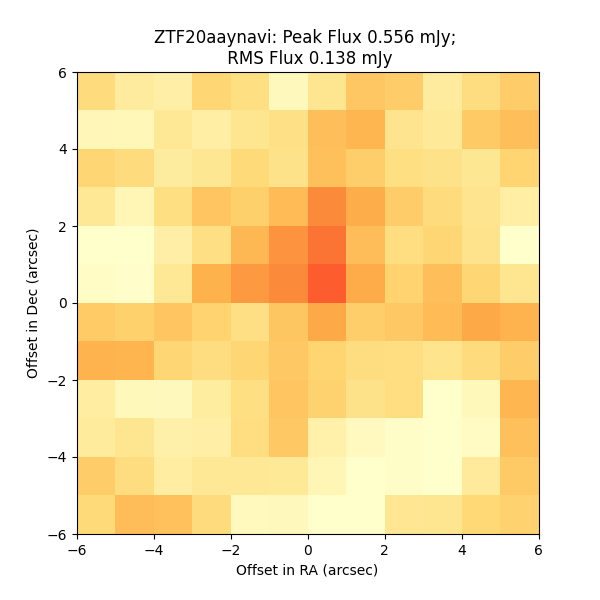 ZTF20aaynavi: Peak Flux 0.556 mJy;
RMS Flux 0.138 mJy
6
4
2
0
−2
−4
−6
Offset in Dec (arcsec)
−6 −4 −2 0 2 4 6
Offset in RA (arcsec)